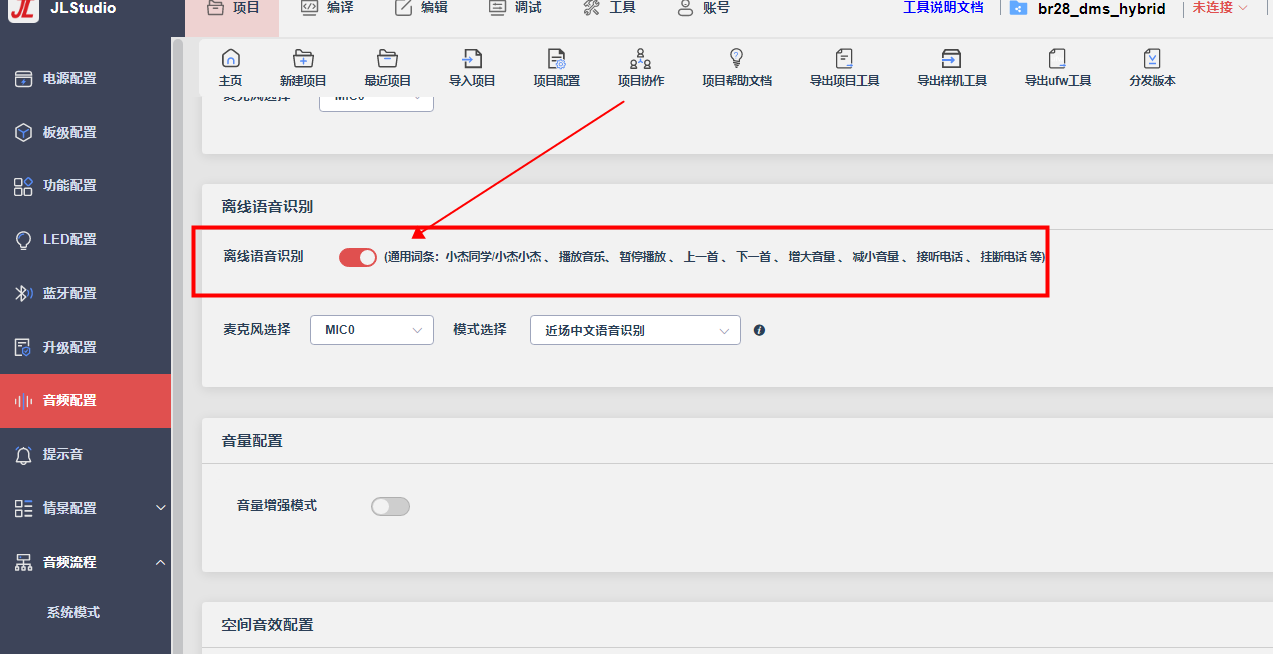 JL JLStudio
项目 编译 编辑 调试 工具 账号 工具说明文档 br28_dms_hybrid 未连接
主页 新建项目 最近项目 导入项目 项目配置 项目协作 项目帮助文档 导出项目工具 导出样机工具 导出ufw工具 分发版本
电源配置
板级配置
功能配置
LED配置
蓝牙配置
升级配置
音频配置
提示音
情景配置
音频流程
系统模式
麦克风选择 MIC0
离线语音识别
离线语音识别 (通用词条：小杰同学/小杰小杰 、 播放音乐、 暂停播放 、 上一首 、 下一首 、 增大音量 、 减小音量 、 接听电话 、 挂断电话 等)
麦克风选择 MIC0 模式选择 近场中文语音识别
音量配置
音量增强模式
空间音效配置